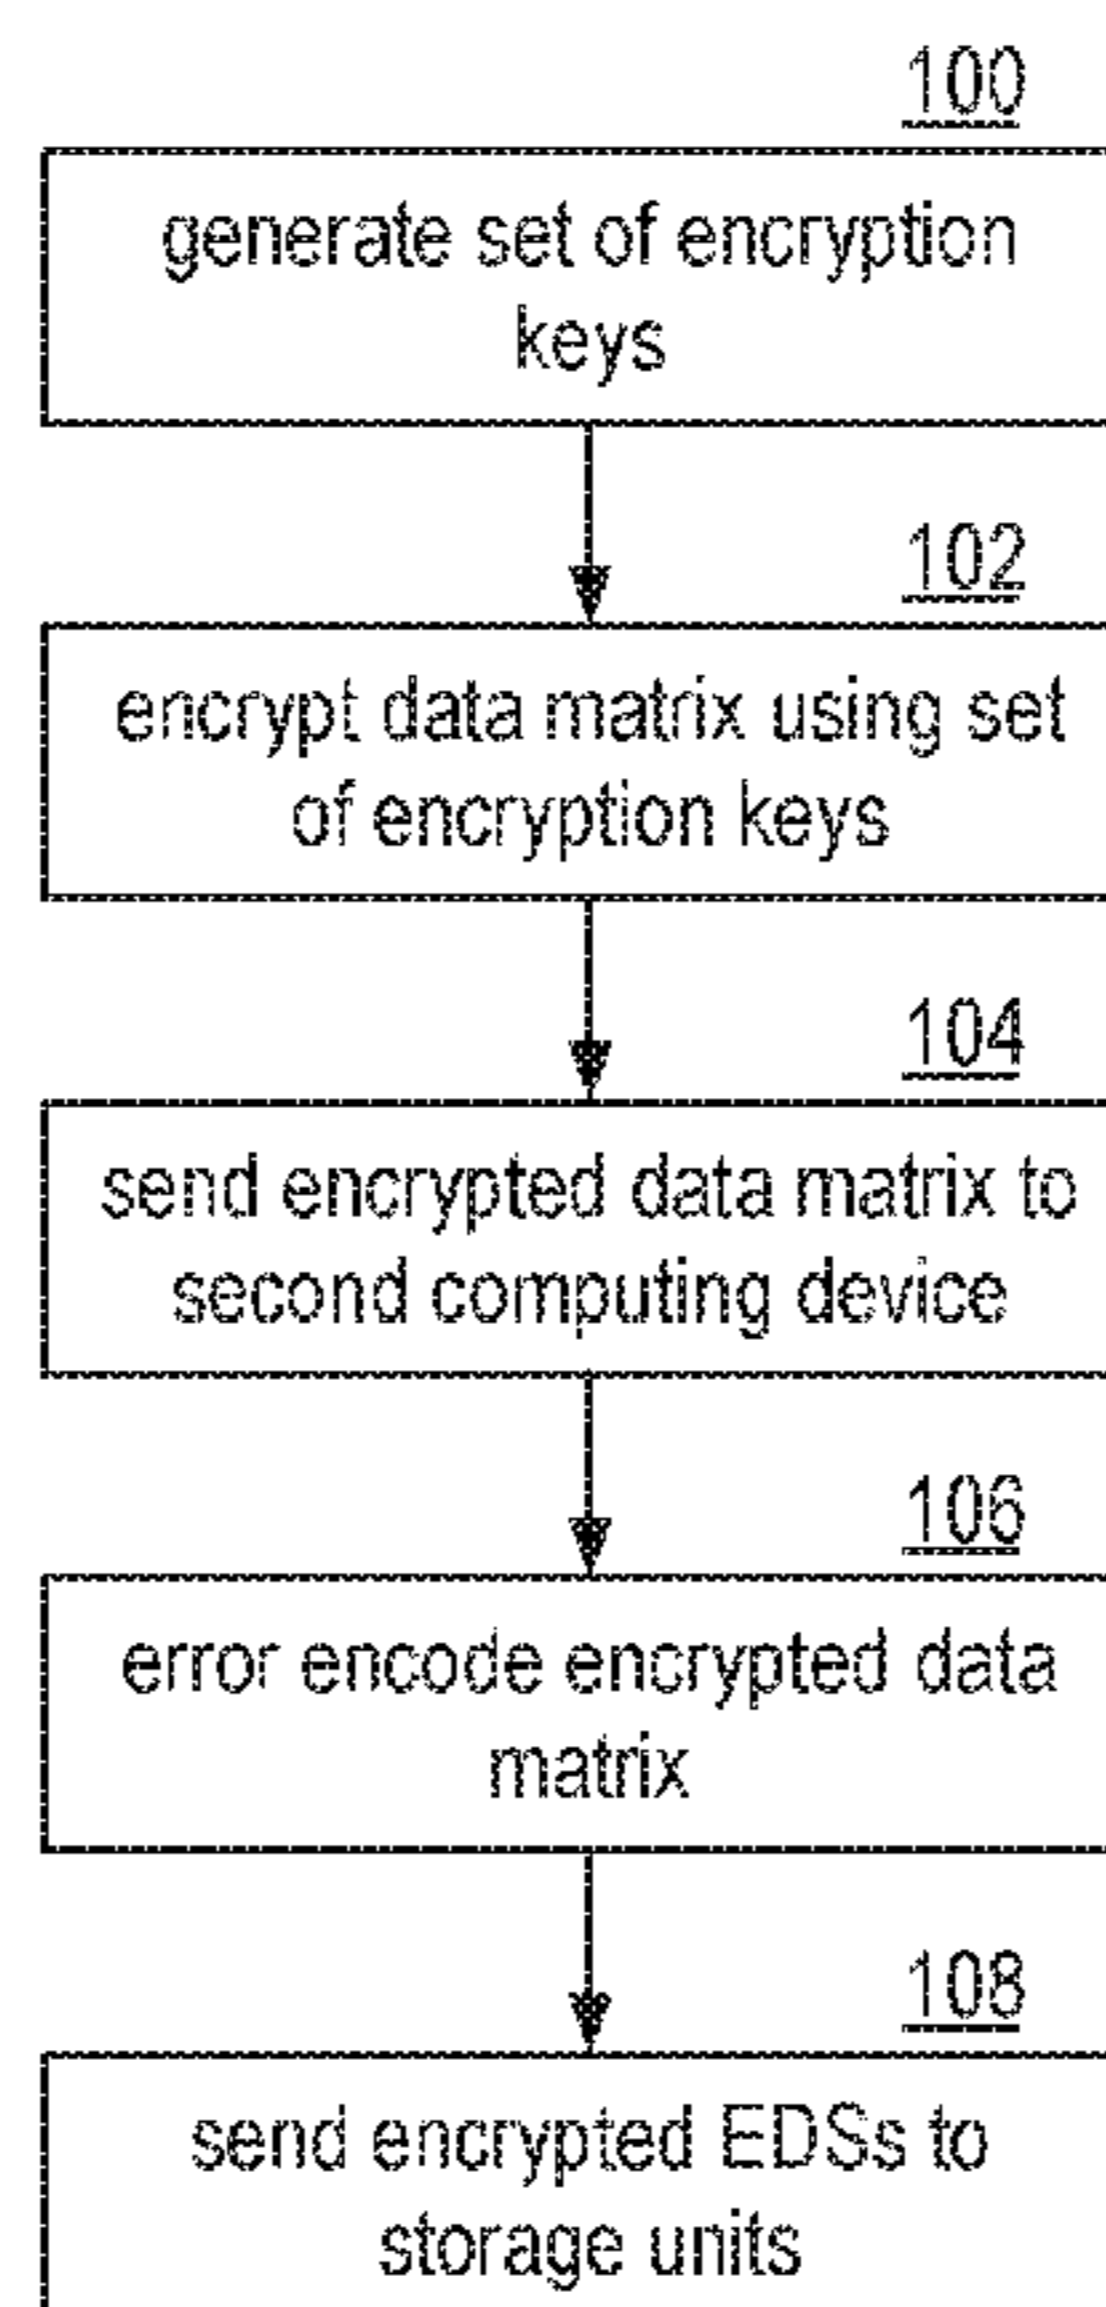 100
generate set of encryption
keys
102
encrypt data matrix using set
of encryption keys
104
send encrypted data matrix to
second computing device
106
error encode encrypted data
matrix
108
send encrypted EDSs to
storage units